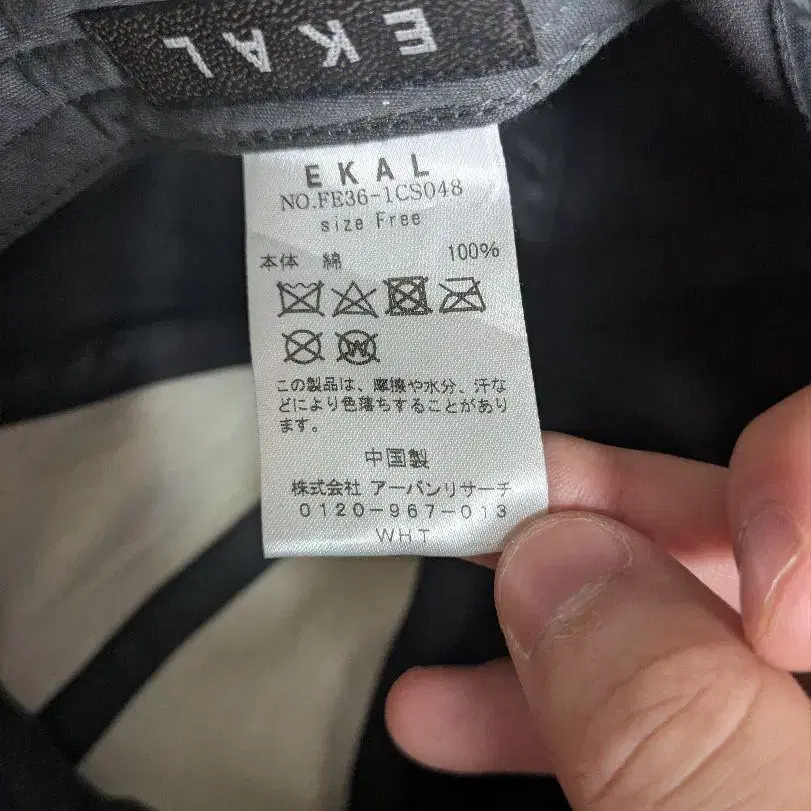 EKAL
EKAL
NO.FE36-1CS048
size Free
本体 綿 100%
この製品は、摩擦や水分、汗な
どにより色落ちすることがあり
ます。
中国製
株式会社 アーバンリサーチ
0120-967-013
WHT